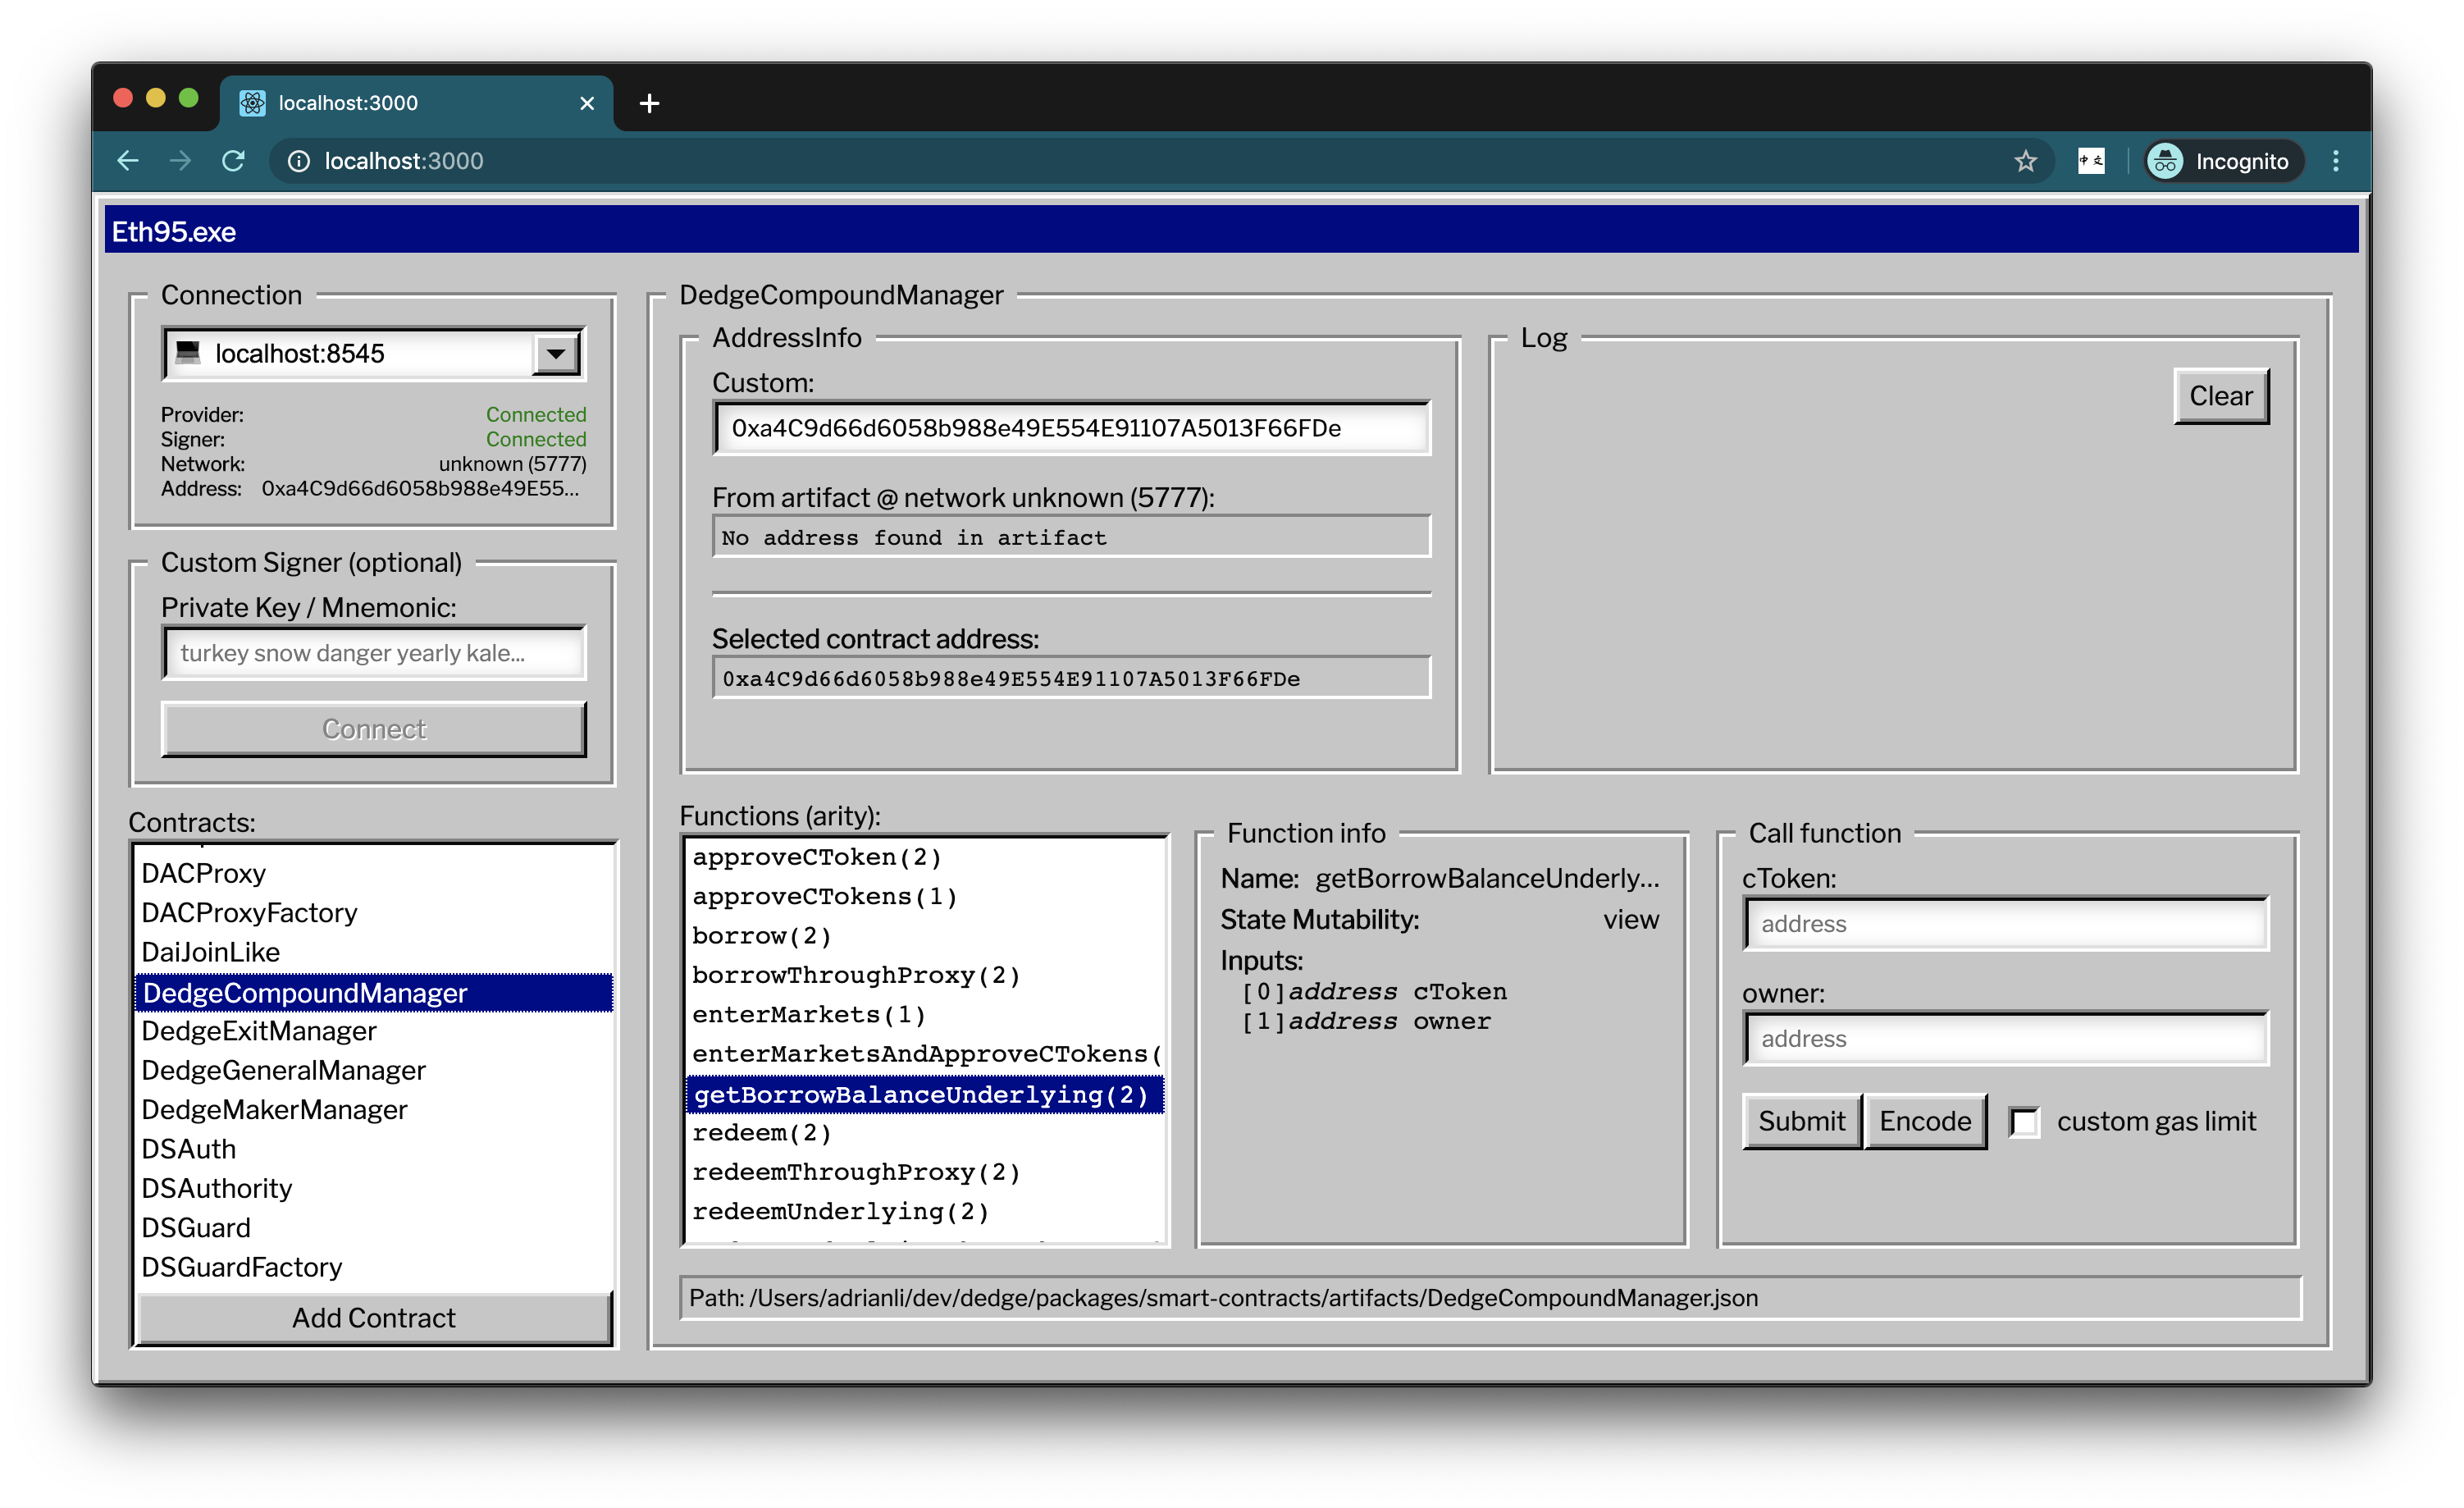 localhost:3000
localhost:3000
中文
Incognito
Eth95.exe
Connection
localhost:8545
Provider: Connected
Signer: Connected
Network: unknown (5777)
Address: 0xa4C9d66d6058b988e49E55...
Custom Signer (optional)
Private Key / Mnemonic:
turkey snow danger yearly kale...
Connect
Contracts:
DACProxy
DACProxyFactory
DaiJoinLike
DedgeCompoundManager
DedgeExitManager
DedgeGeneralManager
DedgeMakerManager
DSAuth
DSAuthority
DSGuard
DSGuardFactory
Add Contract
DedgeCompoundManager
AddressInfo
Custom:
0xa4C9d66d6058b988e49E554E91107A5013F66FDe
From artifact @ network unknown (5777):
No address found in artifact
Selected contract address:
0xa4C9d66d6058b988e49E554E91107A5013F66FDe
Log
Clear
Functions (arity):
approveCToken(2)
approveCTokens(1)
borrow(2)
borrowThroughProxy(2)
enterMarkets(1)
enterMarketsAndApproveCTokens(
getBorrowBalanceUnderlying(2)
redeem(2)
redeemThroughProxy(2)
redeemUnderlying(2)
Function info
Name: getBorrowBalanceUnderly...
State Mutability: view
Inputs:
[0]address cToken
[1]address owner
Call function
cToken:
address
owner:
address
Submit
Encode
custom gas limit
Path: /Users/adrianli/dev/dedge/packages/smart-contracts/artifacts/DedgeCompoundManager.json